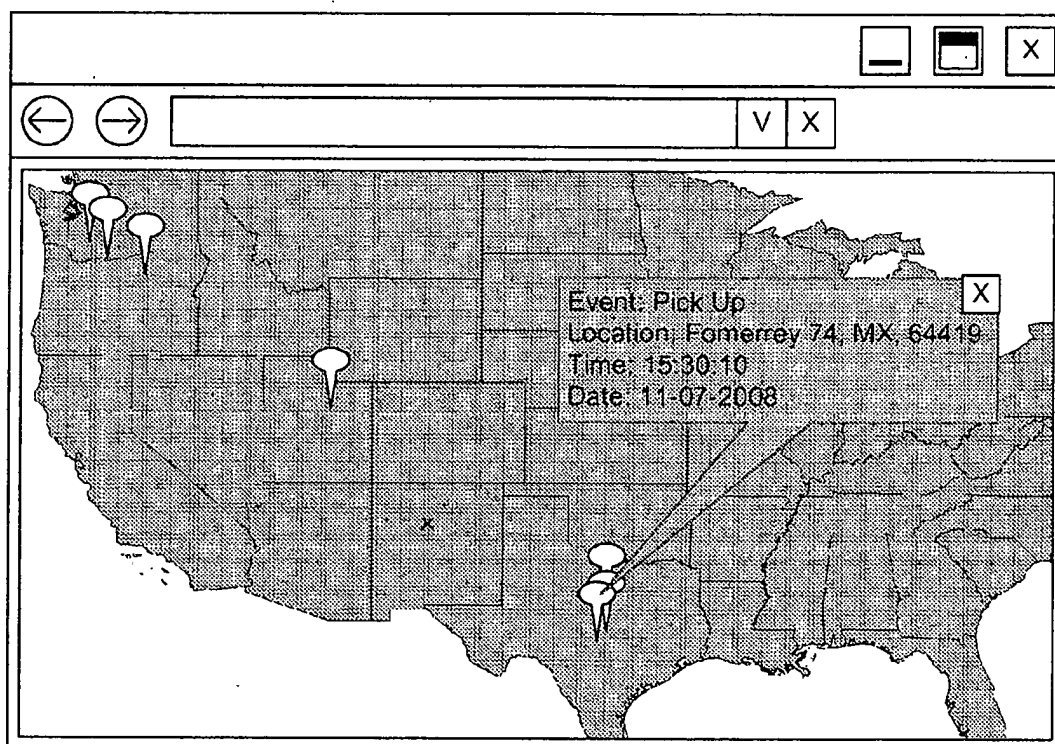 X
V X
X
Event: Pick Up
Location: Fomerrey 74, MX, 64419
Time: 15:30:10
Date: 11-07-2008
x